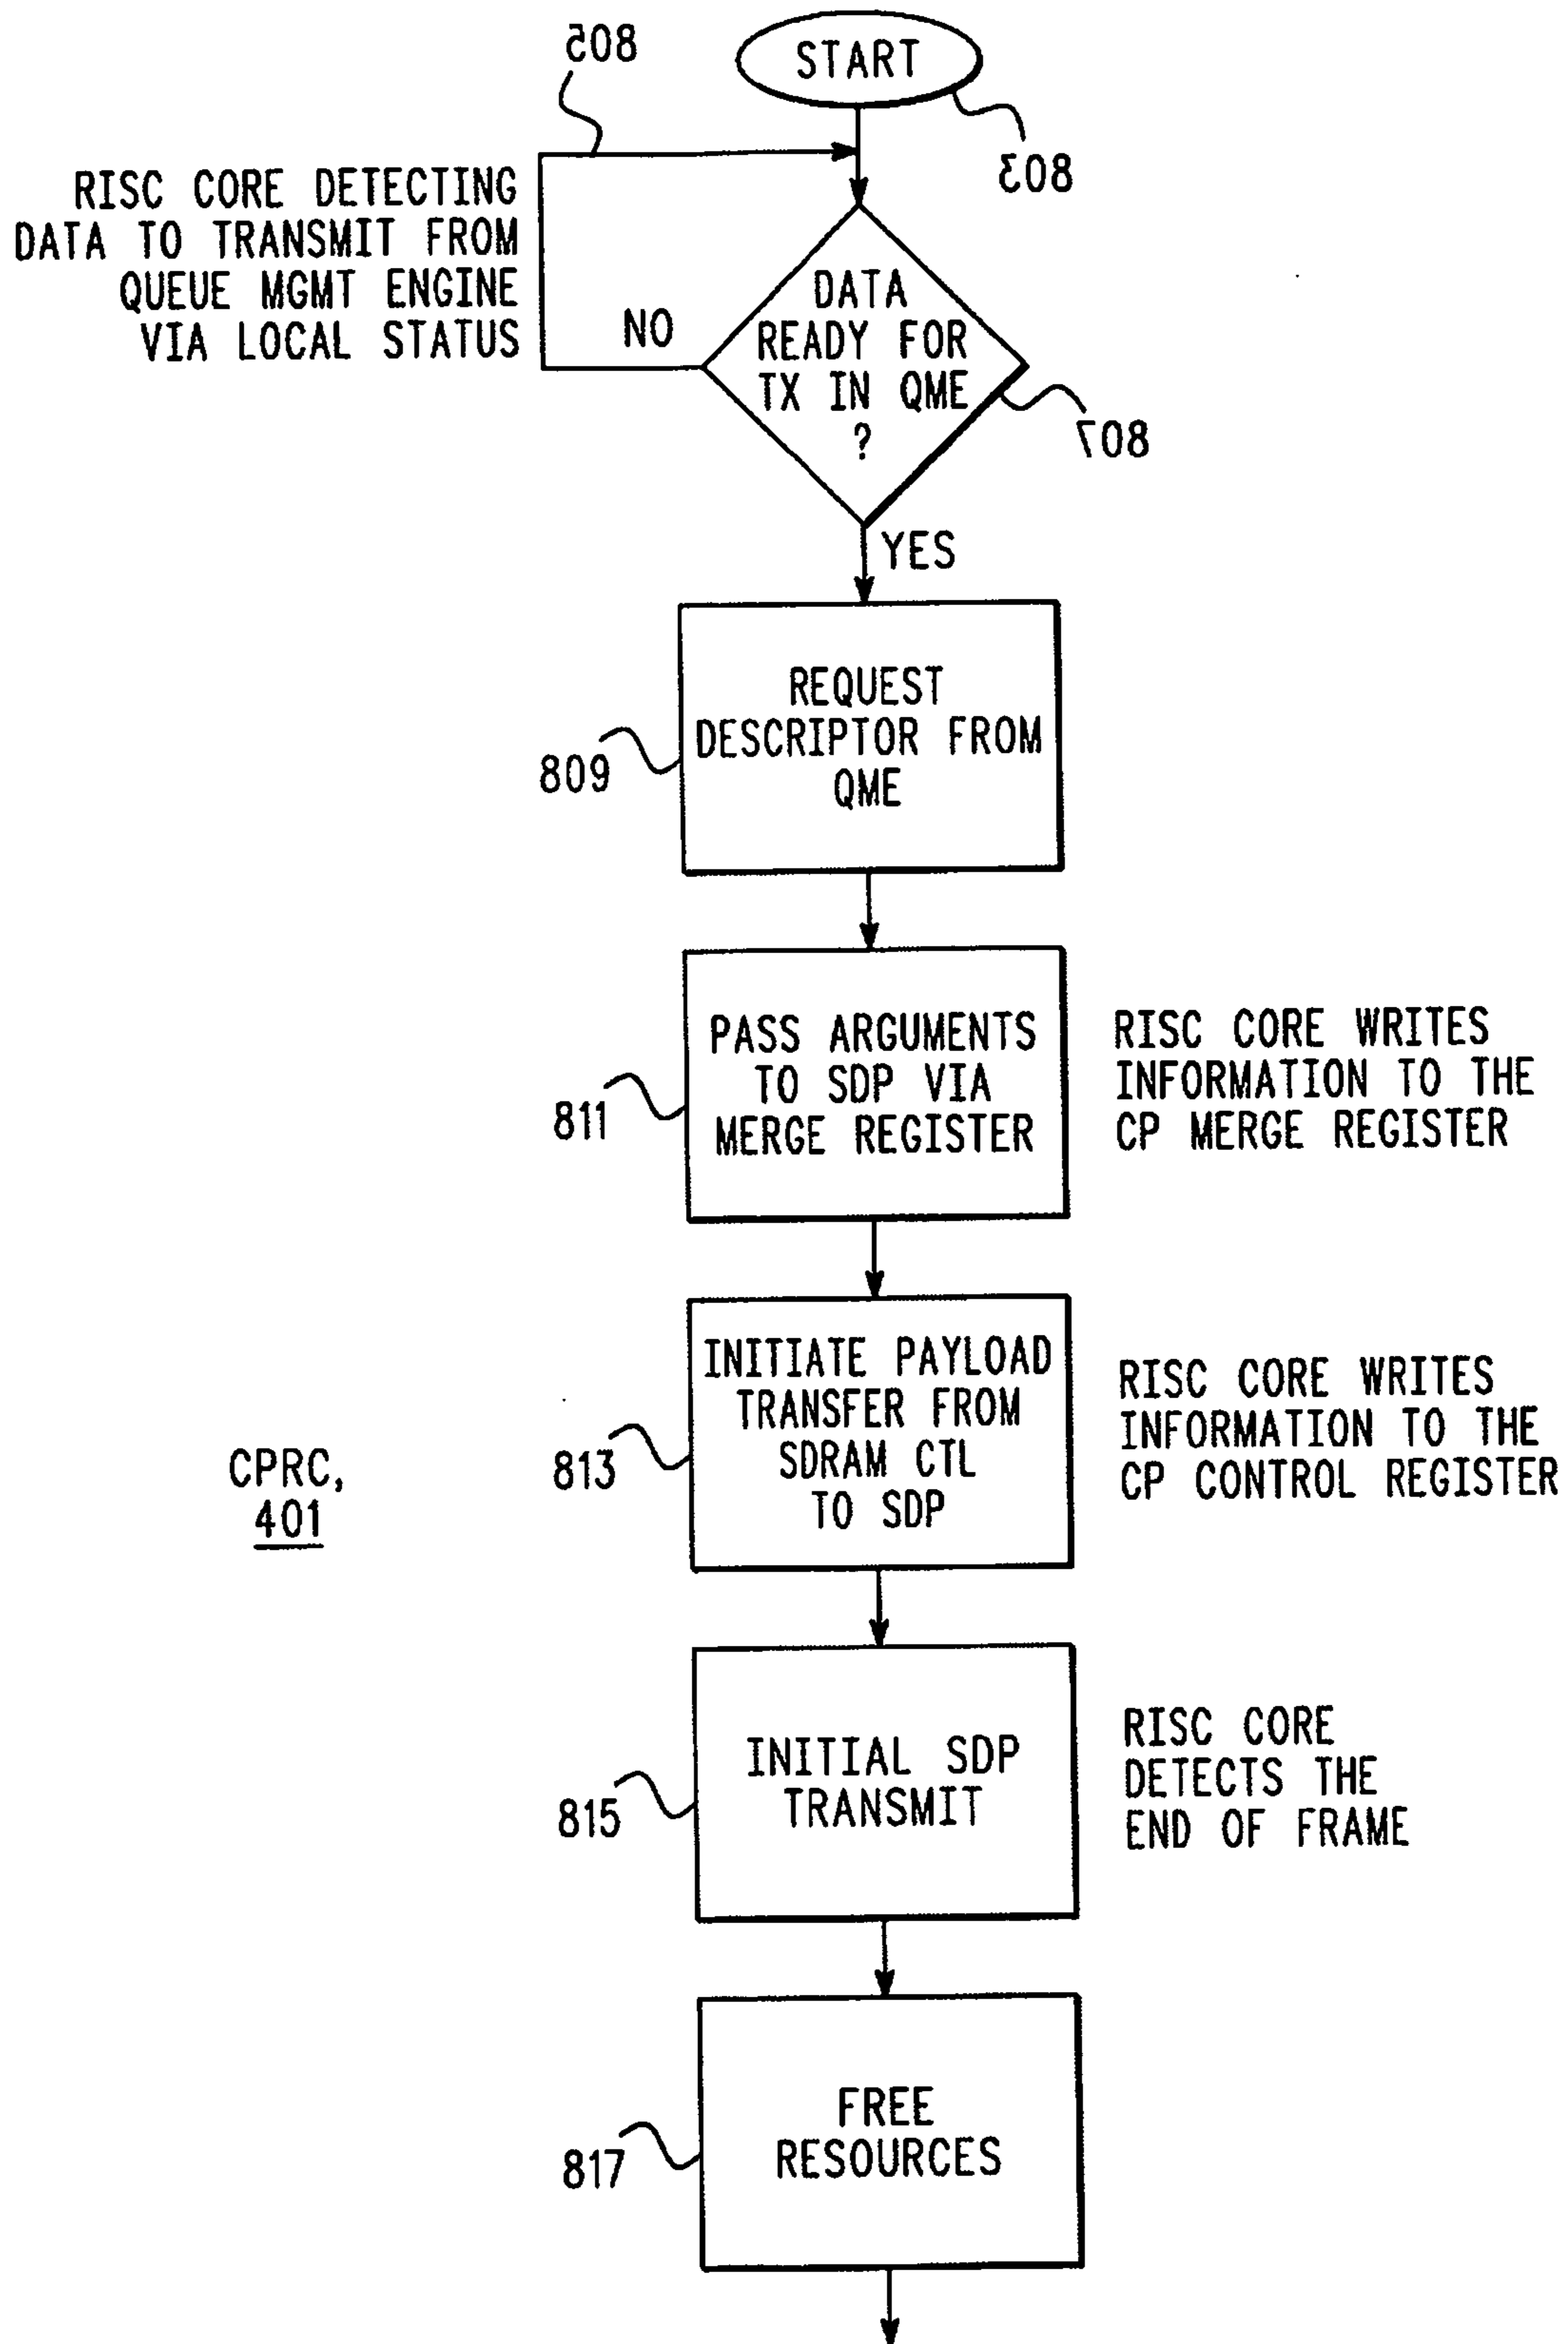 START
805
803
RISC CORE DETECTING
DATA TO TRANSMIT FROM
QUEUE MGMT ENGINE
VIA LOCAL STATUS
NO
DATA
READY FOR
TX IN QME
?
807
YES
REQUEST
DESCRIPTOR FROM
QME
809
PASS ARGUMENTS
TO SDP VIA
MERGE REGISTER
811
RISC CORE WRITES
INFORMATION TO THE
CP MERGE REGISTER
INITIATE PAYLOAD
TRANSFER FROM
SDRAM CTL
TO SDP
813
RISC CORE WRITES
INFORMATION TO THE
CP CONTROL REGISTER
CPRC,
401
INITIAL SDP
TRANSMIT
815
RISC CORE
DETECTS THE
END OF FRAME
FREE
RESOURCES
817